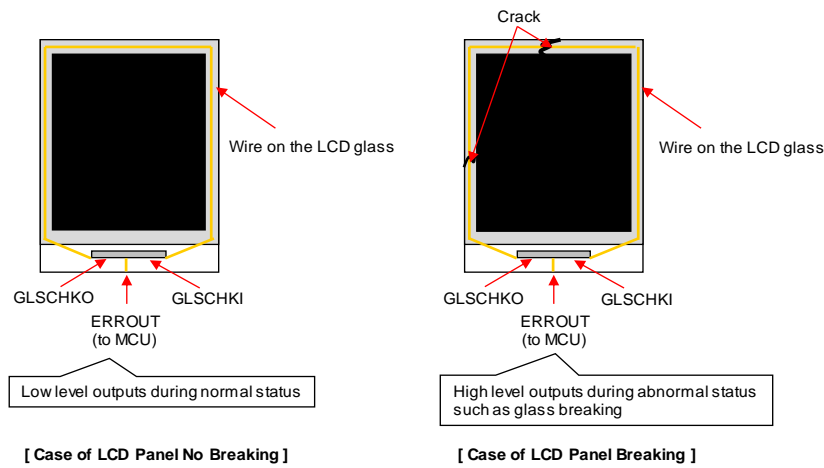 Wire on the LCD glass
GLSCHKO
GLSCHKI
ERROUT
(to MCU)
Low level outputs during normal status
[ Case of LCD Panel No Breaking ]
Crack
Wire on the LCD glass
GLSCHKO
GLSCHKI
ERROUT
(to MCU)
High level outputs during abnormal status
such as glass breaking
[ Case of LCD Panel Breaking ]